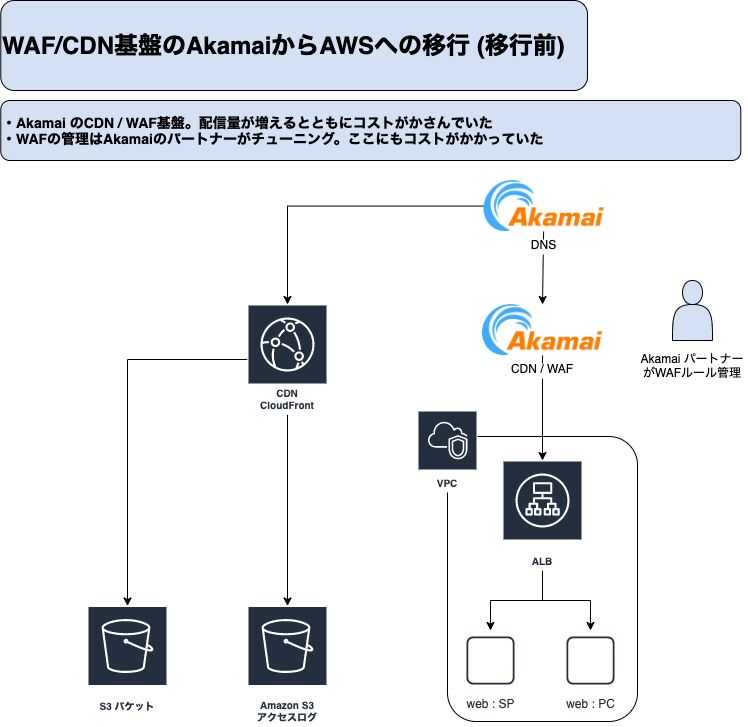 WAF/CDN基盤のAkamaiからAWSへの移行 (移行前)
・Akamai のCDN / WAF基盤。配信量が増えるとともにコストがかさんでいた
・WAFの管理はAkamaiのパートナーがチューニング。ここにもコストがかかっていた
Akamai
DNS
Akamai
CDN / WAF
Akamai パートナー
がWAFルール管理
CDN
CloudFront
VPC
ALB
S3 バケット
Amazon S3
アクセスログ
web : SP
web : PC